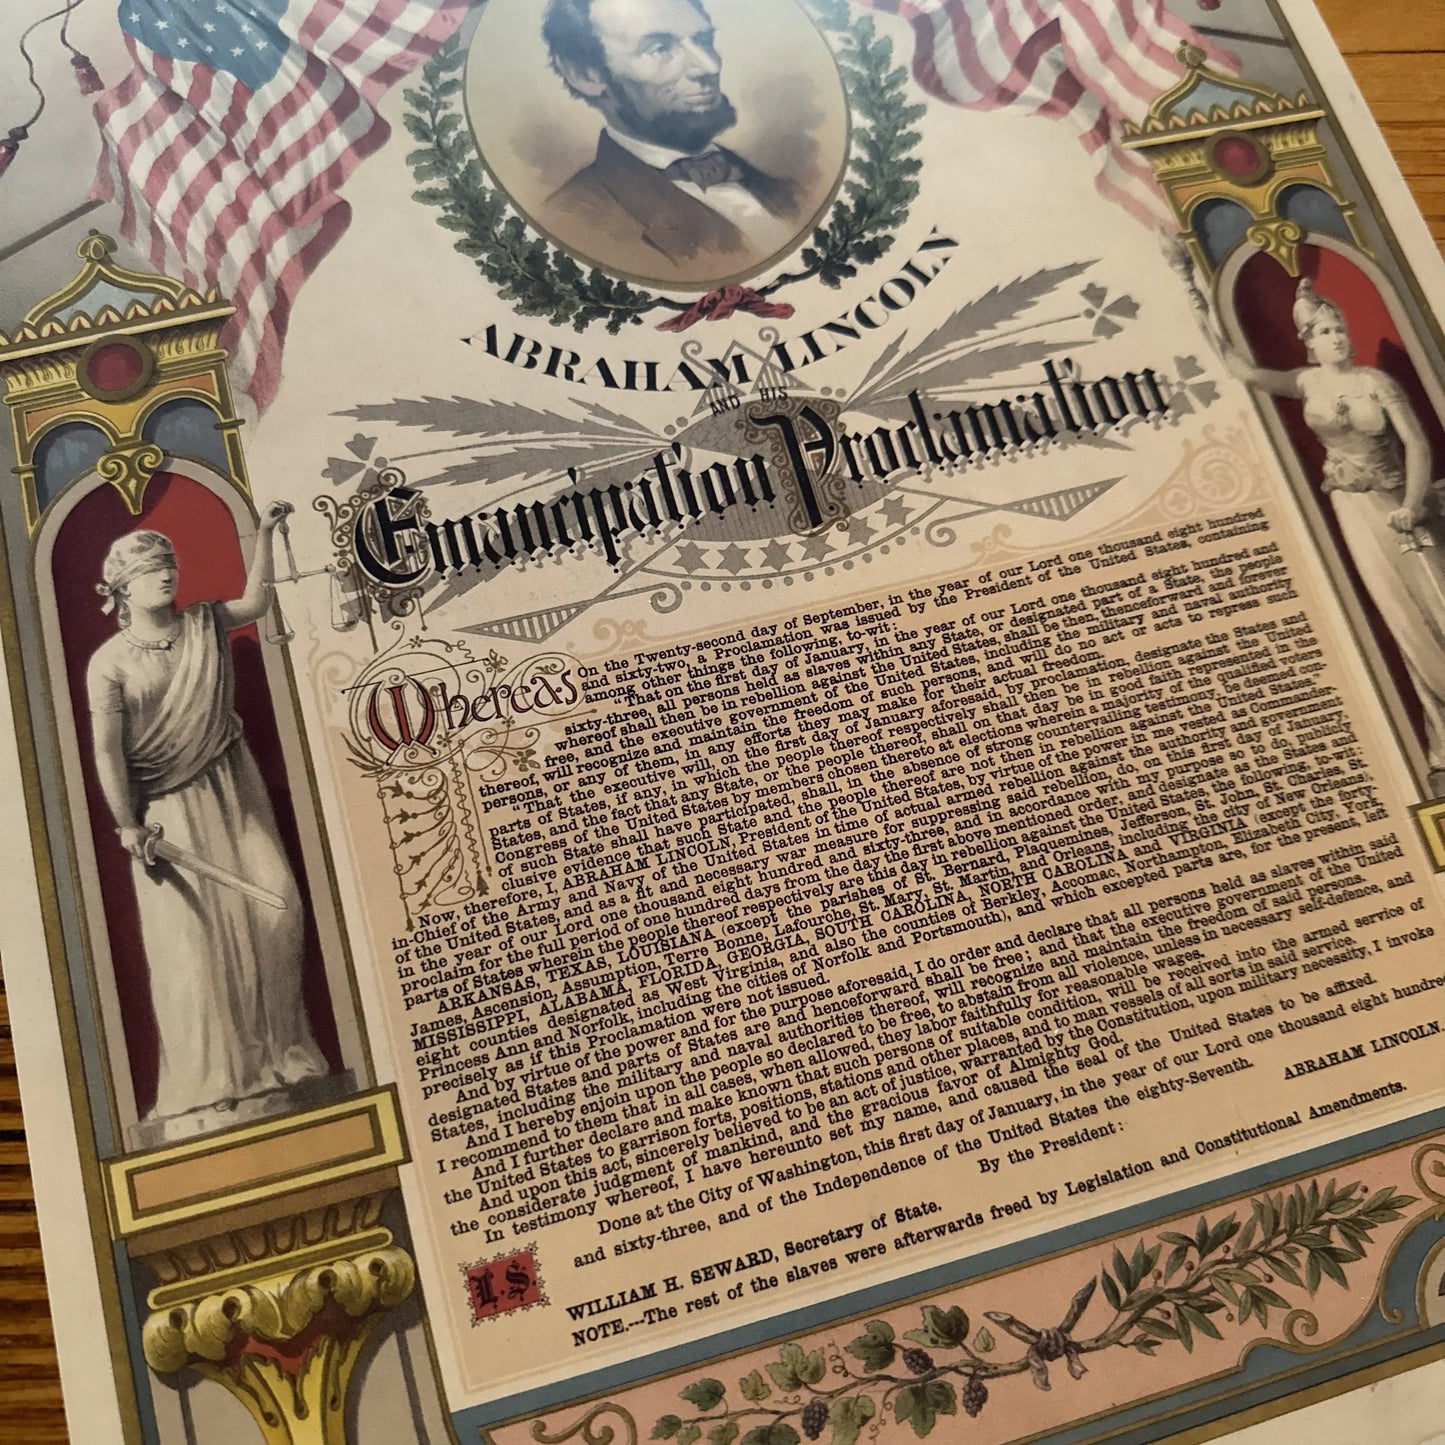 ABRAHAM LINCOLN
AND HIS
Emancipation Proclamation
Whereas
On the Twenty-second day of September, in the year of our Lord one thousand eight hundred
and sixty-two, a Proclamation was issued by the President of the United States, containing
among other things the following, to-wit:
"That on the first day of January, in the year of our Lord one thousand eight hundred and
sixty-three, all persons held as slaves within any State, or designated part of a State, the people
whereof shall then be in rebellion against the United States, shall be then, thenceforward and forever
free, and the executive government of the United States, including the military and naval authority
thereof, will recognize and maintain the freedom of such persons, and will do no act or acts to repress such
persons, or any of them, in any efforts they may make for their actual freedom.
"That the executive will, on the first day of January aforesaid, by proclamation, designate the States and
parts of States, if any, in which the people thereof respectively shall then be in rebellion against the United
States, and the fact that any State, or the people thereof, shall on that day be in good faith represented in the
Congress of the United States by members chosen thereto at elections wherein a majority of the qualified voters
of such State shall have participated, shall, in the absence of strong countervailing testimony, be deemed con-
clusive evidence that such State and the people thereof are not then in rebellion against the United States."
Now, therefore, I, ABRAHAM LINCOLN, President of the United States, by virtue of the power in me vested as Commander-
in-Chief of the Army and Navy of the United States in time of actual armed rebellion against the authority and government
of the United States, and as a fit and necessary war measure for suppressing said rebellion, do, on this first day of January,
in the year of our Lord one thousand eight hundred and sixty-three, and in accordance with my purpose so to do, publicly
proclaim for the full period of one hundred days from the day the first above mentioned order, and designate as the States and
parts of States wherein the people thereof respectively are this day in rebellion against the United States, the following, to-wit:
ARKANSAS, TEXAS, LOUISIANA (except the parishes of St. Bernard, Plaquemines, Jefferson, St. John, St. Charles, St.
James, Ascension, Assumption, Terre Bonne, Lafourche, St. Mary, St. Martin, and Orleans, including the city of New Orleans),
MISSISSIPPI, ALABAMA, FLORIDA, GEORGIA, SOUTH CAROLINA, NORTH CAROLINA and VIRGINIA (except the forty-
eight counties designated as West Virginia, and also the counties of Berkley, Accomac, Northampton, Elizabeth City, York,
Princess Ann and Norfolk, including the cities of Norfolk and Portsmouth), and which excepted parts are, for the present, left
precisely as if this Proclamation were not issued.
And by virtue of the power and for the purpose aforesaid, I do order and declare that all persons held as slaves within said
designated States and parts of States are and henceforward shall be free; and that the executive government of the United
States, including the military and naval authorities thereof, will recognize and maintain the freedom of said persons.
And I hereby enjoin upon the people so declared to be free, to abstain from all violence, unless in necessary self-defence, and
I recommend to them that in all cases, when allowed, they labor faithfully for reasonable wages.
And I further declare and make known that such persons of suitable condition, will be received into the armed service of
the United States to garrison forts, positions, stations and other places, and to man vessels of all sorts in said service.
And upon this act, sincerely believed to be an act of justice, warranted by the Constitution, upon military necessity, I invoke
the considerate judgment of mankind, and the gracious favor of Almighty God.
In testimony whereof, I have hereunto set my name, and caused the seal of the United States to be affixed.
Done at the City of Washington, this first day of January, in the year of our Lord one thousand eight hundred
and sixty-three, and of the Independence of the United States the eighty-Seventh.
ABRAHAM LINCOLN.
By the President:
L.S.
WILLIAM H. SEWARD, Secretary of State.
NOTE.---The rest of the slaves were afterwards freed by Legislation and Constitutional Amendments.